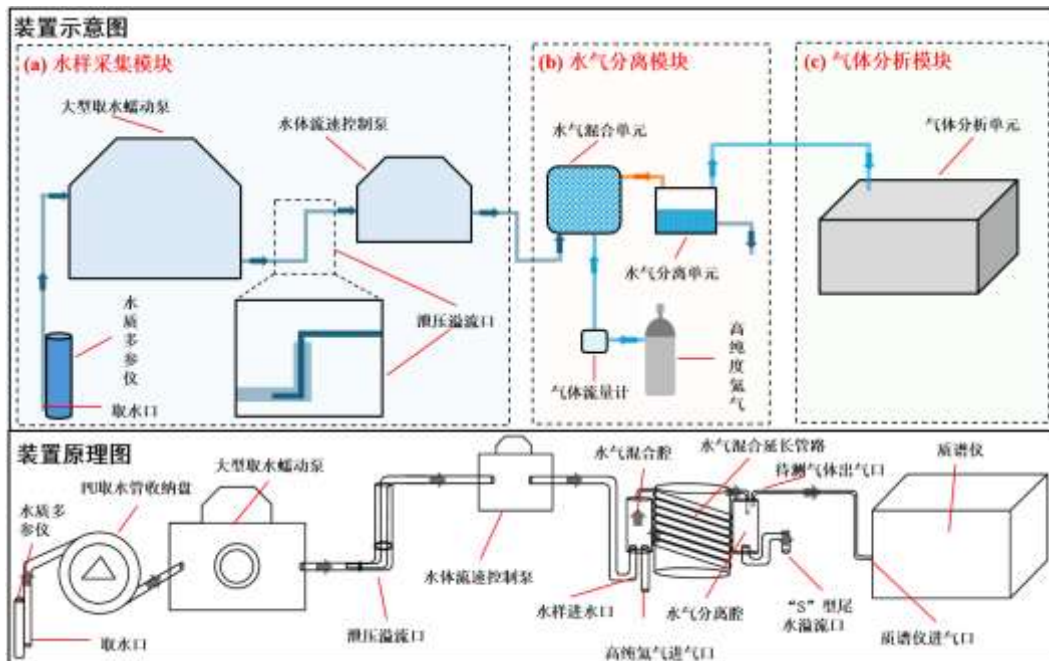 装置示意图
(a) 水样采集模块
(b) 水气分离模块
(c) 气体分析模块
大型取水蠕动泵
水体流速控制泵
水气混合单元
气体分析单元
水气分离单元
水质多参仪
取水口
泄压溢流口
气体流量计
高纯度氦气
装置原理图
大型取水蠕动泵
水气混合腔
水气混合延长管路
质谱仪
PU取水管收纳盘
待测气体出气口
水质多
参仪
水体流速控制泵
水样进水口
水气分离腔
“S”型尾
水溢流口
取水口
泄压溢流口
高纯氦气进气口
质谱仪进气口